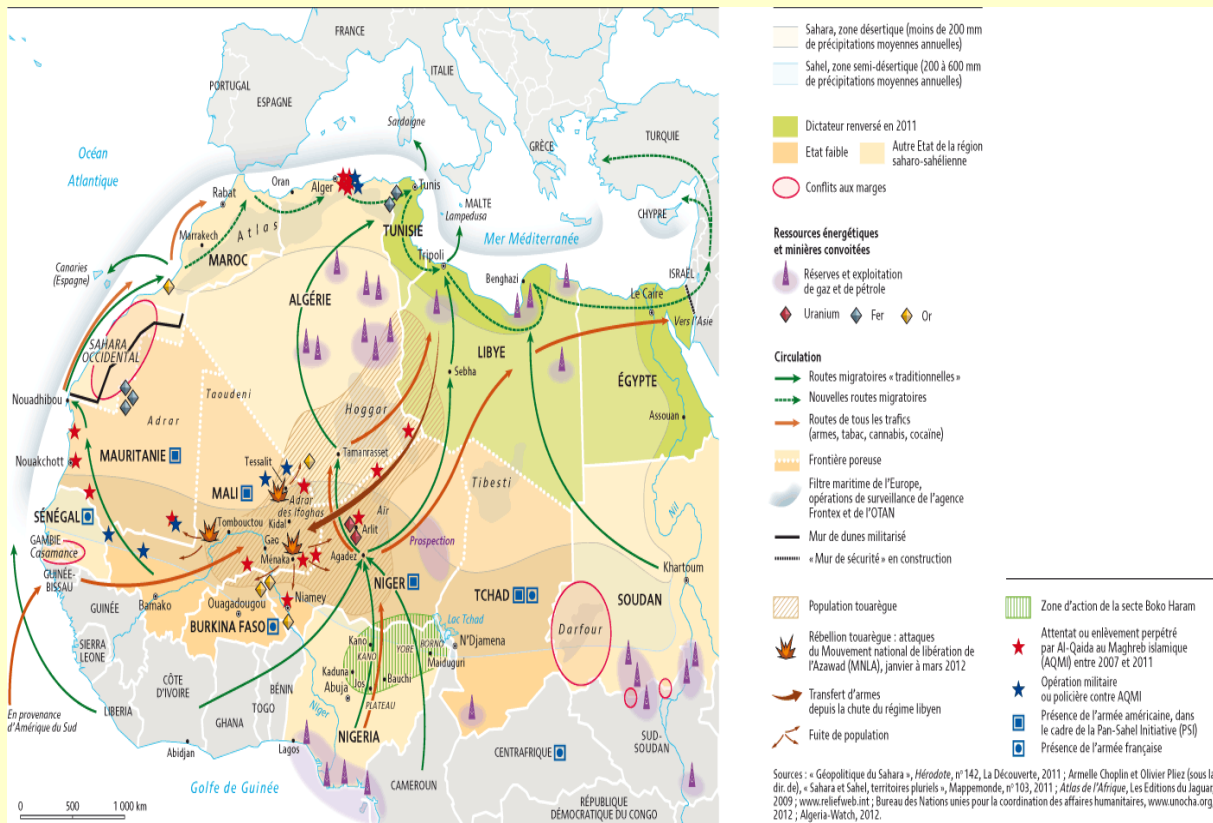 FRANCE
PORTUGAL
ESPAGNE
ITALIE
Sardaigne
GRÈCE
TURQUIE
Océan
Atlantique
Oran
Alger
Tunis
Rabat
MALTE
Lampedusa
CHYPRE
Marrakech
Atlas
TUNISIE
Mer Méditerranée
MAROC
Tripoli
Canaries
(Espagne)
Benghazi
ISRAËL
ALGÉRIE
Le Caire
Vers l'Asie
SAHARA
OCCIDENTAL
LIBYE
Sebha
ÉGYPTE
Nouadhibou
Taoudeni
Adrar
Hoggar
Assouan
Nouakchott
MAURITANIE
Tessalit
Tamanrasset
Tibesti
MALI
Adrar
des Ifoghas
Aïr
Nil
SÉNÉGAL
Tombouctou
Kidal
Arlit
GAMBIE
Casamance
Gao
Ménaka
Agadez
Prospection
Khartoum
GUINÉE-
BISSAU
NIGER
TCHAD
SOUDAN
GUINÉE
Bamako
Ouagadougou
Niamey
Lac Tchad
Darfour
BURKINA FASO
Kano
KANO
YOBE
BORNO
N'Djamena
SIERRA
LEONE
Maiduguri
Kaduna
Jos
Bauchi
CÔTE
D'IVOIRE
BÉNIN
Abuja
PLATEAU
TOGO
Niger
En provenance
d'Amérique du Sud
LIBERIA
GHANA
NIGERIA
SUD-
SOUDAN
Abidjan
Lagos
CENTRAFRIQUE
Golfe de Guinée
CAMEROUN
RÉPUBLIQUE
DÉMOCRATIQUE DU CONGO
0 500 1 000 km
Sahara, zone désertique (moins de 200 mm
de précipitations moyennes annuelles)
Sahel, zone semi-désertique (200 à 600 mm
de précipitations moyennes annuelles)
Dictateur renversé en 2011
Etat faible
Autre Etat de la région
saharo-sahélienne
Conflits aux marges
Ressources énergétiques
et minières convoitées
Réserves et exploitation
de gaz et de pétrole
Uranium Fer Or
Circulation
Routes migratoires « traditionnelles »
Nouvelles routes migratoires
Routes de tous les trafics
(armes, tabac, cannabis, cocaïne)
Frontière poreuse
Filtre maritime de l'Europe,
opérations de surveillance de l'agence
Frontex et de l'OTAN
Mur de dunes militarisé
« Mur de sécurité » en construction
Population touarègue
Rébellion touarègue : attaques
du Mouvement national de libération de
l'Azawad (MNLA), janvier à mars 2012
Transfert d'armes
depuis la chute du régime libyen
Fuite de population
Zone d'action de la secte Boko Haram
Attentat ou enlèvement perpétré
par Al-Qaida au Maghreb islamique
(AQMI) entre 2007 et 2011
Opération militaire
ou policière contre AQMI
Présence de l'armée américaine, dans
le cadre de la Pan-Sahel Initiative (PSI)
Présence de l'armée française
Sources : « Géopolitique du Sahara », Hérodote, n° 142, La Découverte, 2011 ; Armelle Choplin et Olivier Pliez (sous la
dir. de), « Sahara et Sahel, territoires pluriels », Mappemonde, n° 103, 2011 ; Atlas de l'Afrique, Les Editions du Jaguar,
2009 ; www.reliefweb.int ; Bureau des Nations unies pour la coordination des affaires humanitaires, www.unocha.org,
2012 ; Algeria-Watch, 2012.